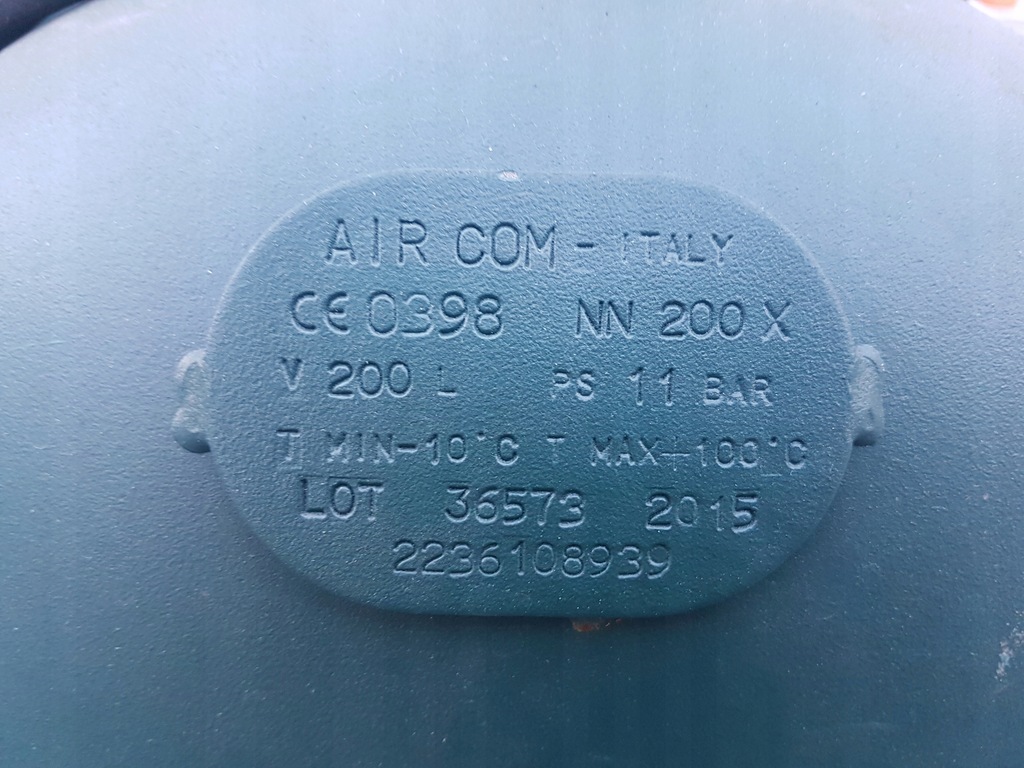 AIR COM - ITALY
CE 0398 NN 200 X
V 200 L PS 11 BAR
T MIN-10°C T MAX+100°C
LOT 36573 2015
2236108939